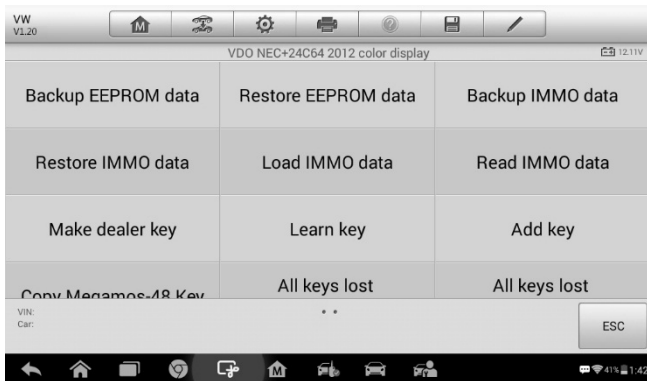 VW
V1.20
VDO NEC+24C64 2012 color display
12.11V
Backup EEPROM data
Restore EEPROM data
Backup IMMO data
Restore IMMO data
Load IMMO data
Read IMMO data
Make dealer key
Learn key
Add key
Copy Megamos-48 Key
All keys lost
All keys lost
VIN:
Car:
ESC
41%
1:42